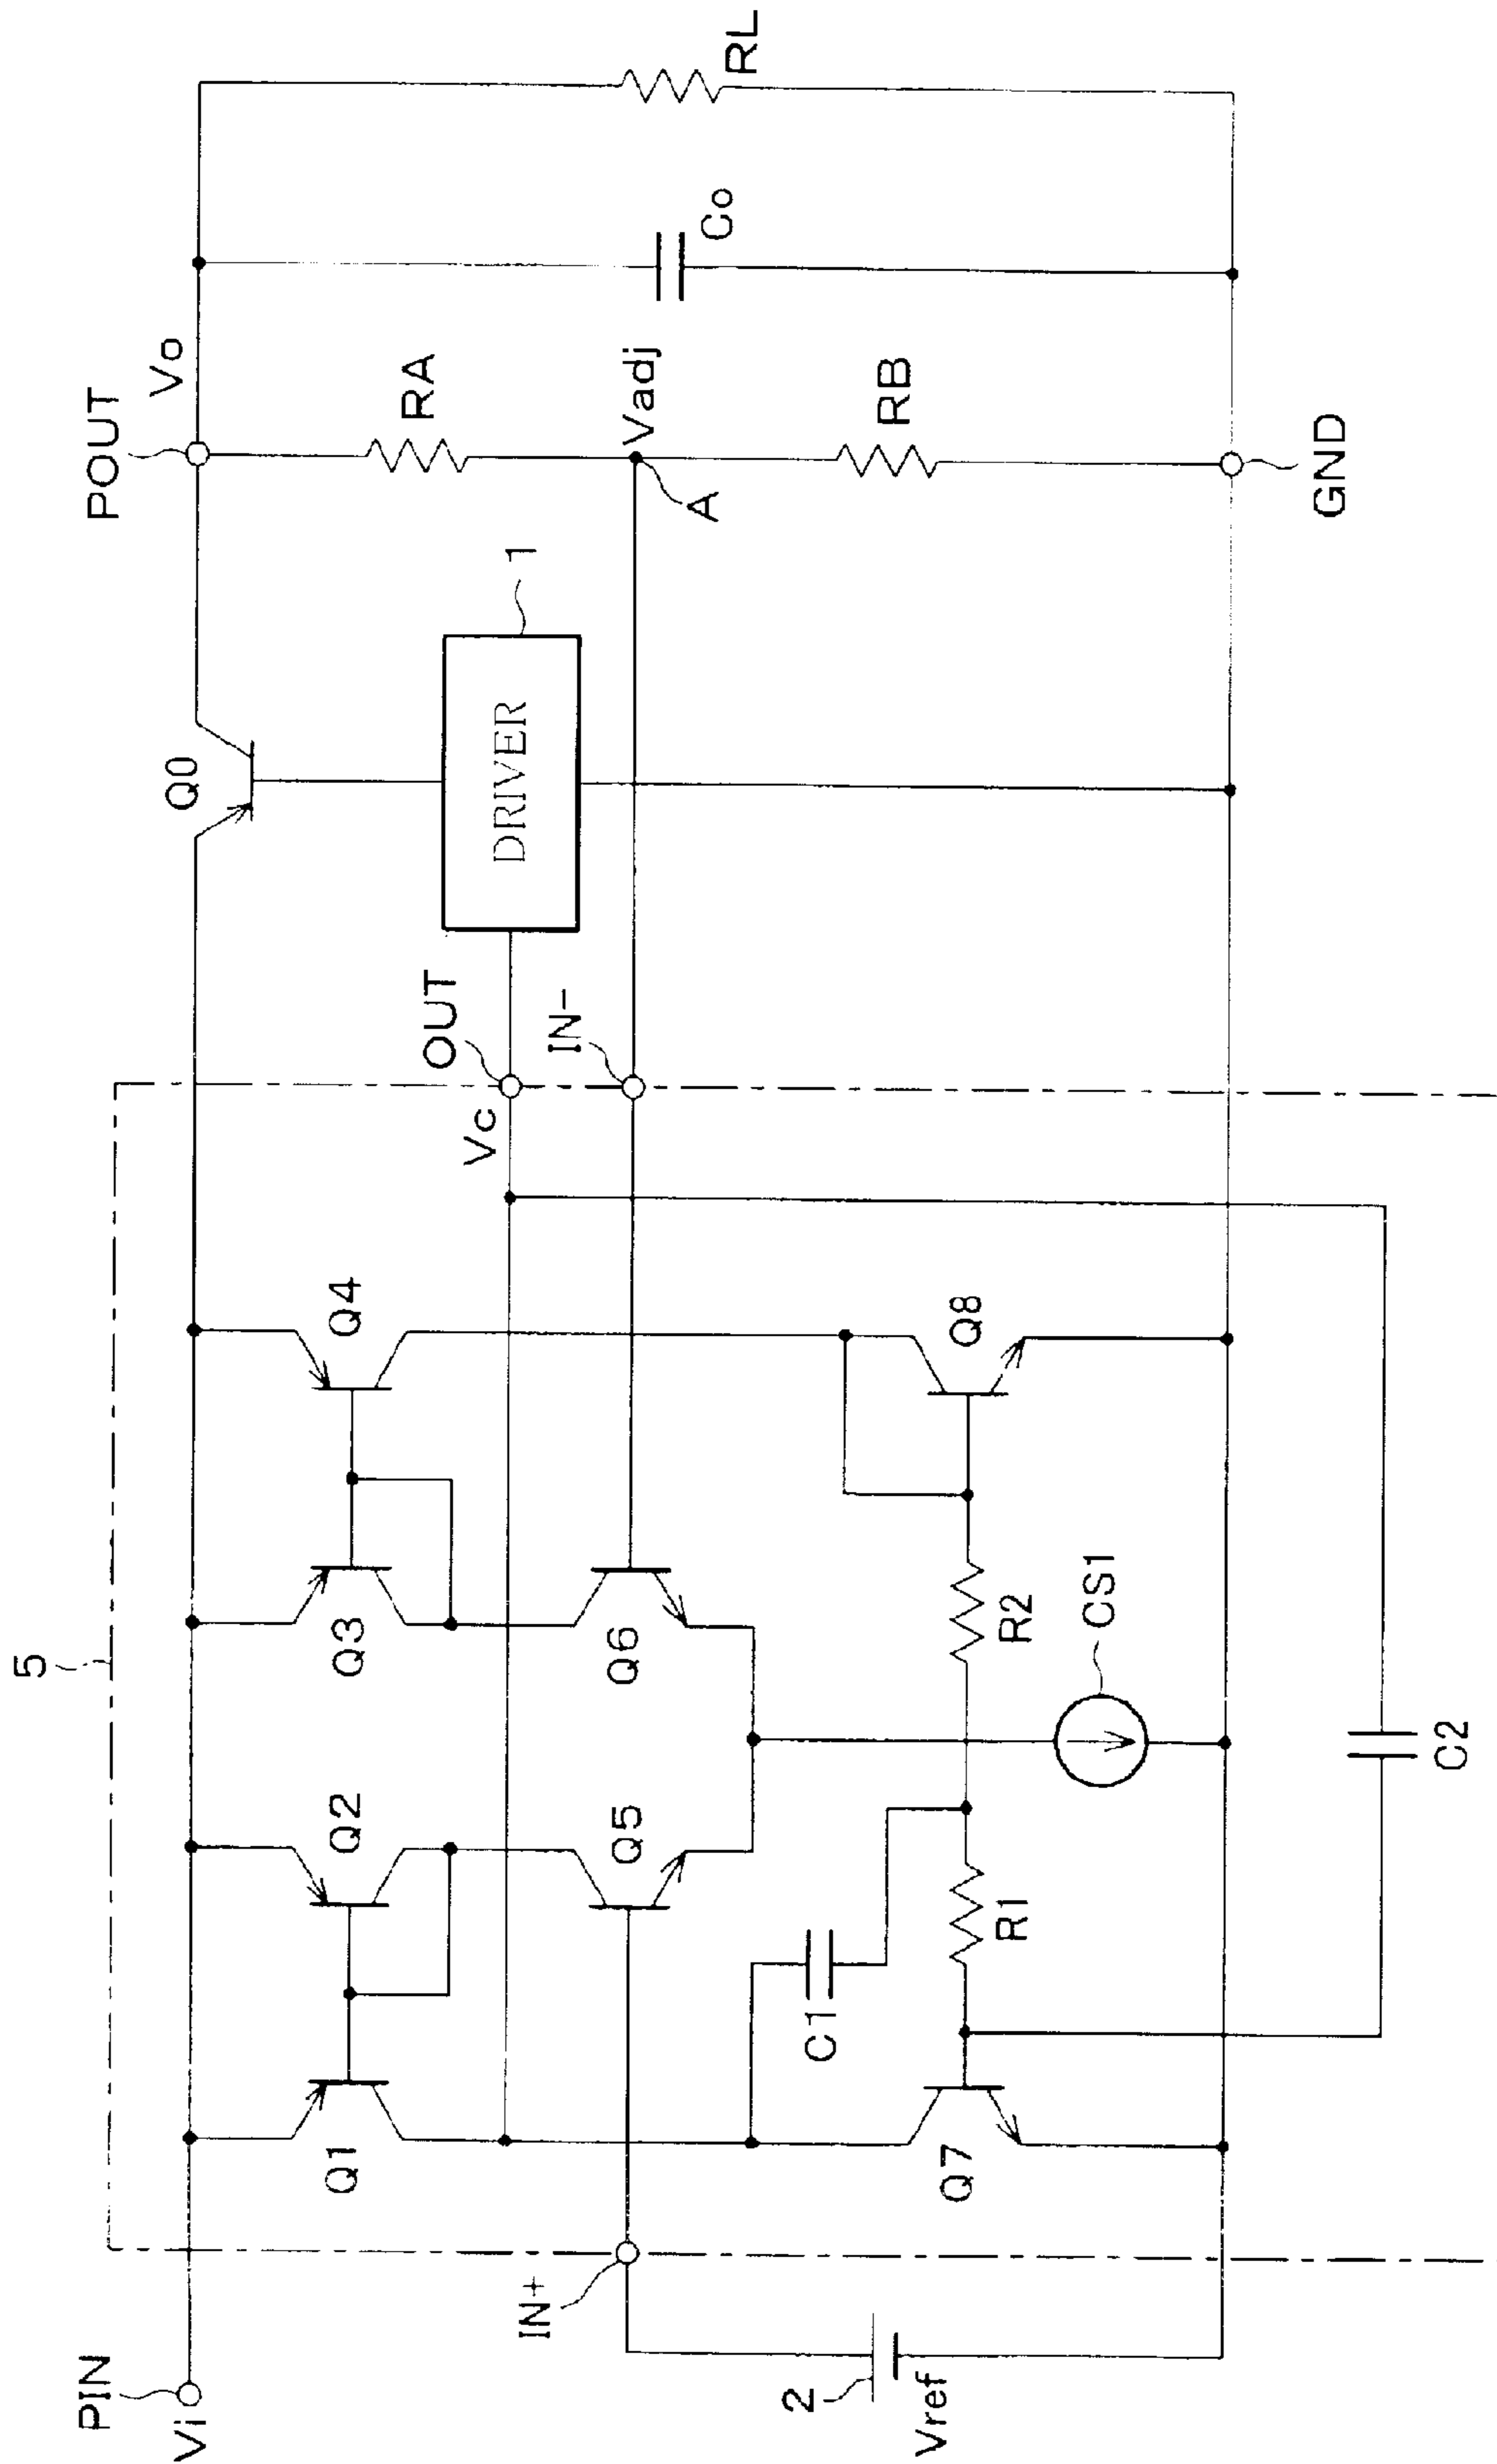 5
PIN
Vi
Q1
Q2
Q3
Q4
Q0
POUT
Vo
OUT
Vc
DRIVER
1
RA
Co
RL
IN+
Q5
Q6
IN-
Vadj
A
2
Vref
C1
R1
R2
Q7
Q8
CS1
RB
C2
GND